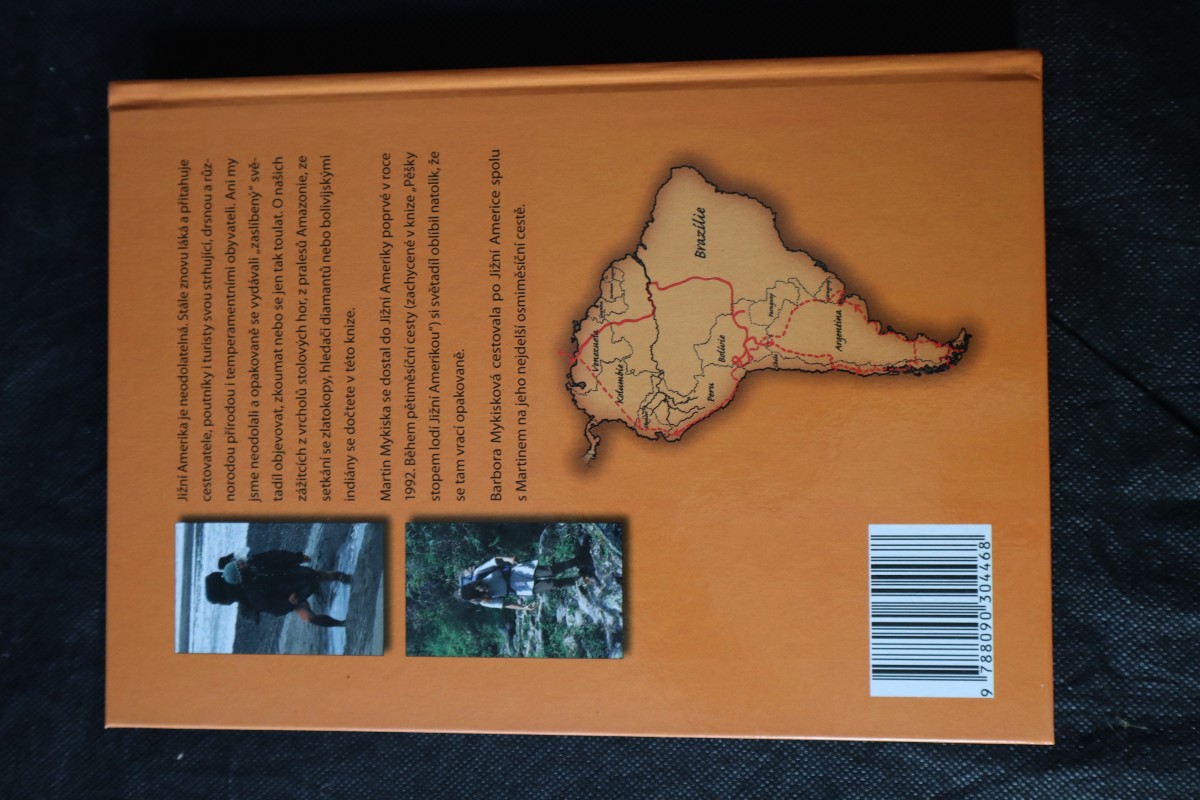 Jižní Amerika je neodolatelná. Stále znovu láká a přitahuje
cestovatele, poutníky i turisty svou strhující, drsnou a růz-
norodou přírodou i temperamentními obyvateli. Ani my
jsme neodolali a opakovaně se vydávali „zaslíbený“ svě-
tadíl objevovat, zkoumat nebo se jen tak toulat. O našich
zážitcích z vrcholů stolových hor, z pralesů Amazonie, ze
setkání se zlatokopy, hledači diamantů nebo bolivijskými
indiány se dočtete v této knize.
Martin Mykiska se dostal do Jižní Ameriky poprvé v roce
1992. Během pětiměsíční cesty (zachycené v knize „Pěšky
stopem lodí Jižní Amerikou“) si světadíl oblíbil natolik, že
se tam vrací opakovaně.
Barbora Mykisková cestovala po Jižní Americe spolu
s Martinem na jeho nejdelší osmiměsíční cestě.
Venezuela
Kolumbie
Brazílie
Peru
Bolívie
Argentina
9 788090 304468